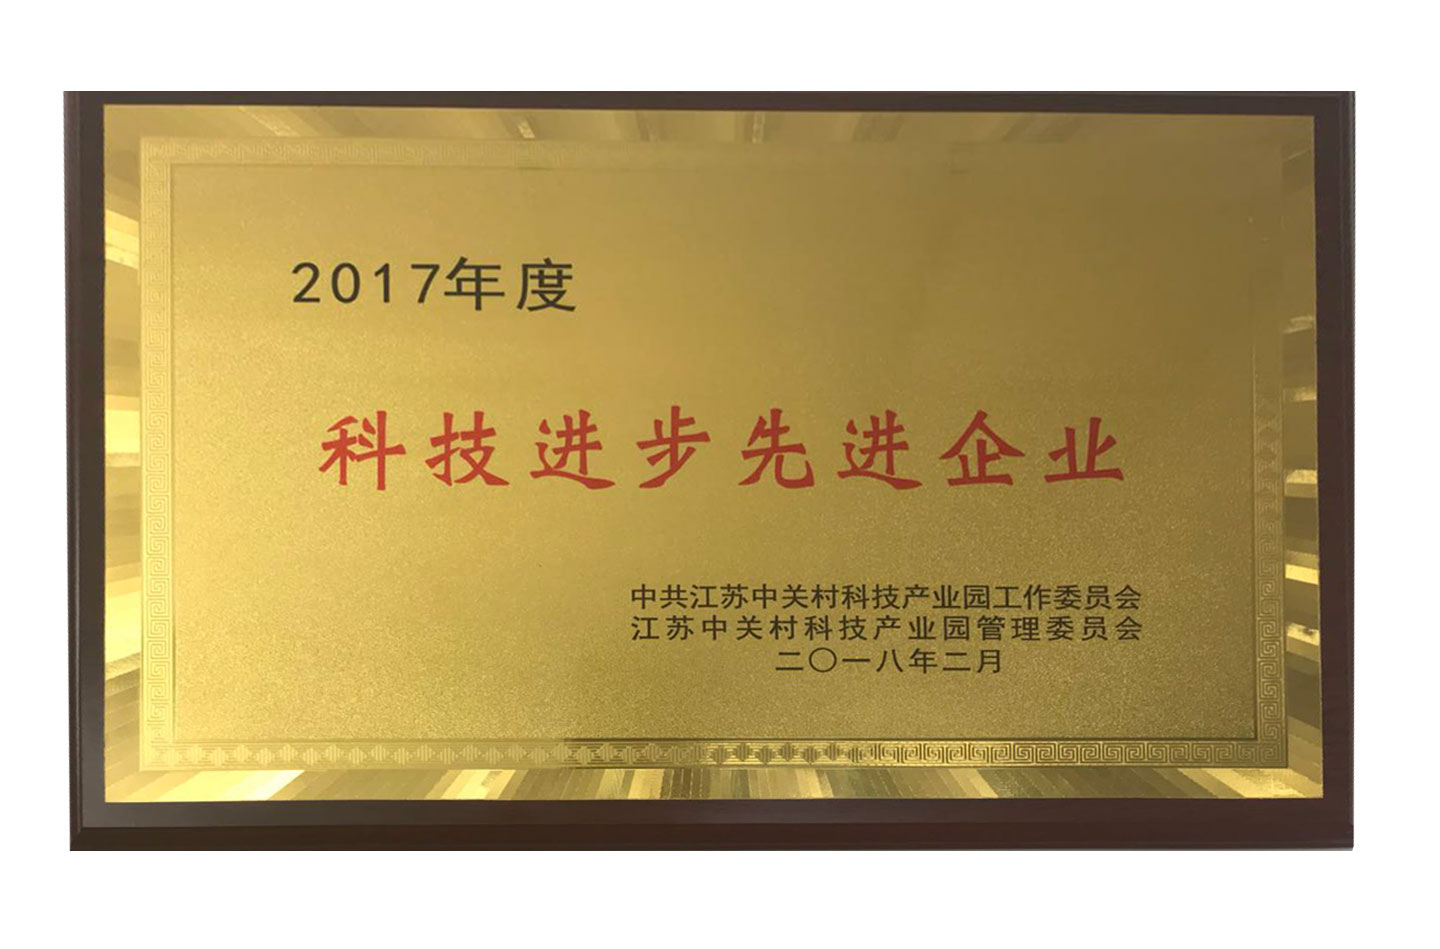 2017年度
科技进步先进企业
中共江苏中关村科技产业园工作委员会
江苏中关村科技产业园管理委员会
二〇一八年二月